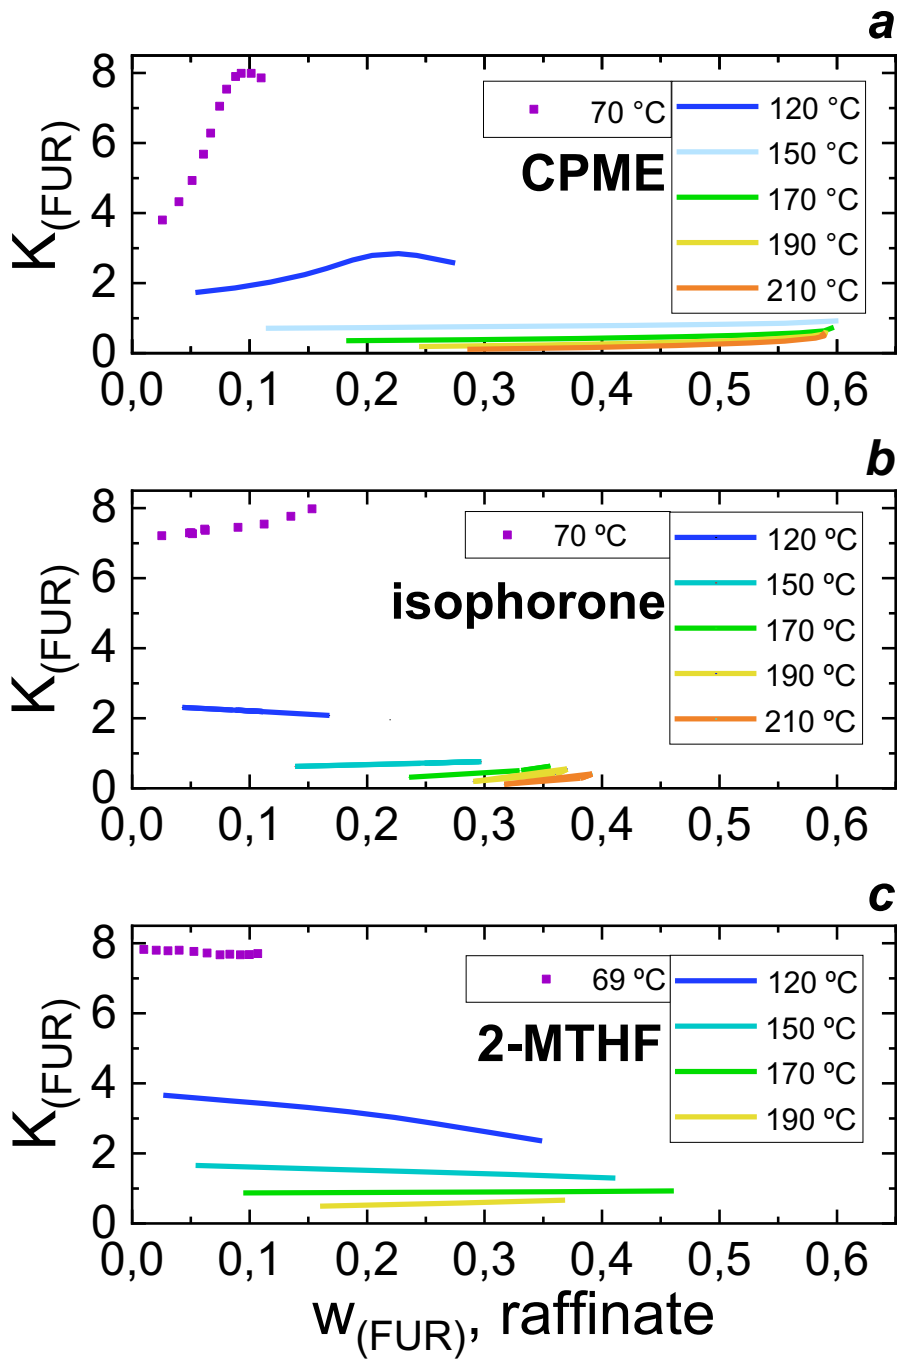 a
8
6
4
2
0
K(FUR)
70 °C
CPME
120 °C
150 °C
170 °C
190 °C
210 °C
0,0 0,1 0,2 0,3 0,4 0,5 0,6
b
8
6
4
2
0
K(FUR)
70 ºC
isophorone
120 ºC
150 ºC
170 ºC
190 ºC
210 ºC
0,0 0,1 0,2 0,3 0,4 0,5 0,6
c
8
6
4
2
0
K(FUR)
69 ºC
2-MTHF
120 ºC
150 ºC
170 ºC
190 ºC
0,0 0,1 0,2 0,3 0,4 0,5 0,6
w(FUR), raffinate